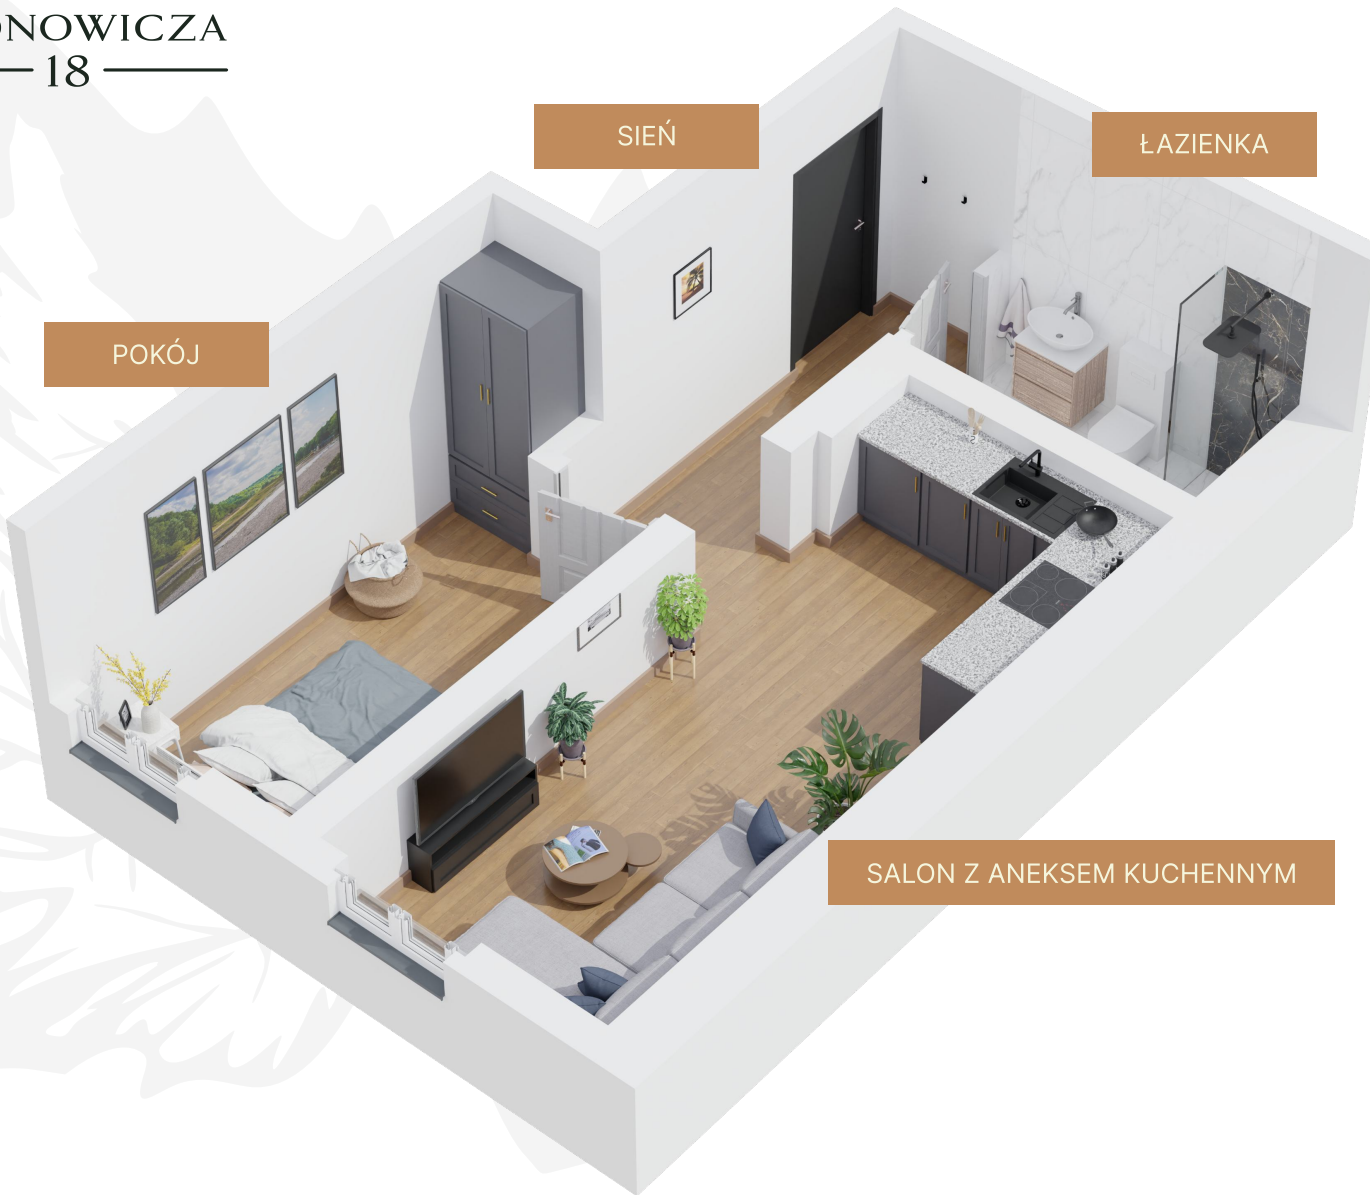 NOWICZA
18
SIEŃ
ŁAZIENKA
POKÓJ
SALON Z ANEKSEM KUCHENNYM